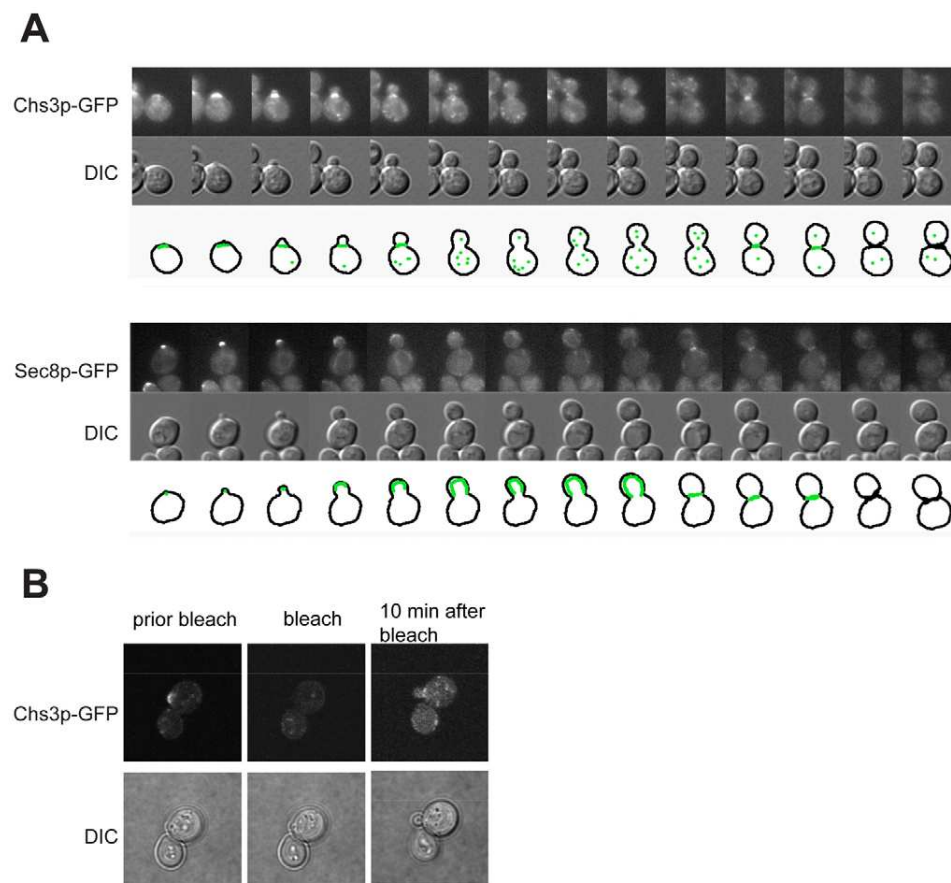 A
Chs3p-GFP
DIC
Sec8p-GFP
DIC
B
prior bleach
bleach
10 min after
bleach
Chs3p-GFP
DIC